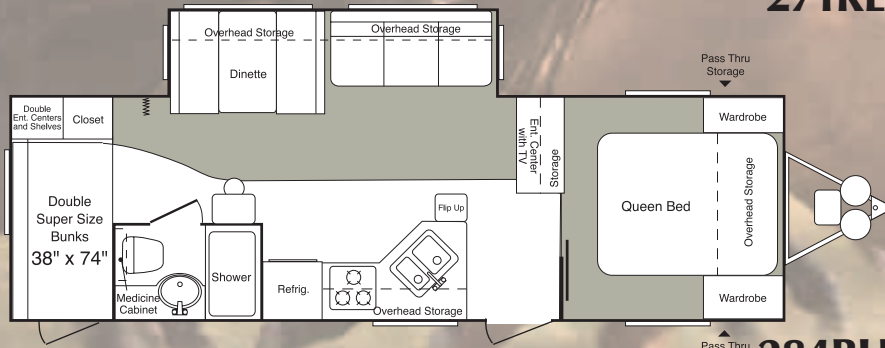 Overhead Storage
Overhead Storage
Dinette
Pass Thru
Storage
Double
Ent. Centers
and Shelves
Closet
Wardrobe
Ent. Center
with TV
Storage
Double
Super Size
Bunks
38" x 74"
Flip Up
Queen Bed
Overhead Storage
Shower
Refrig.
Medicine
Cabinet
Overhead Storage
Wardrobe
Pass Thru